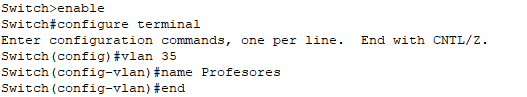 Switch>enable
Switch#configure terminal
Enter configuration commands, one per line.  End with CNTL/Z.
Switch(config)#vlan 35
Switch(config-vlan)#name Profesores
Switch(config-vlan)#end